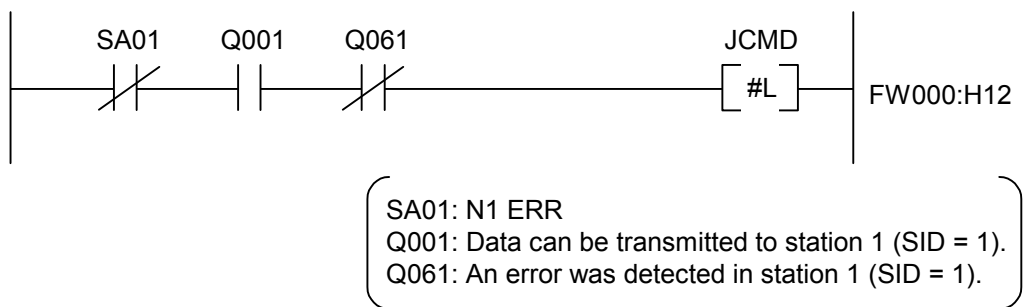 SA01 Q001 Q061 JCMD
#L FW000:H12
SA01: N1 ERR
Q001: Data can be transmitted to station 1 (SID = 1).
Q061: An error was detected in station 1 (SID = 1).